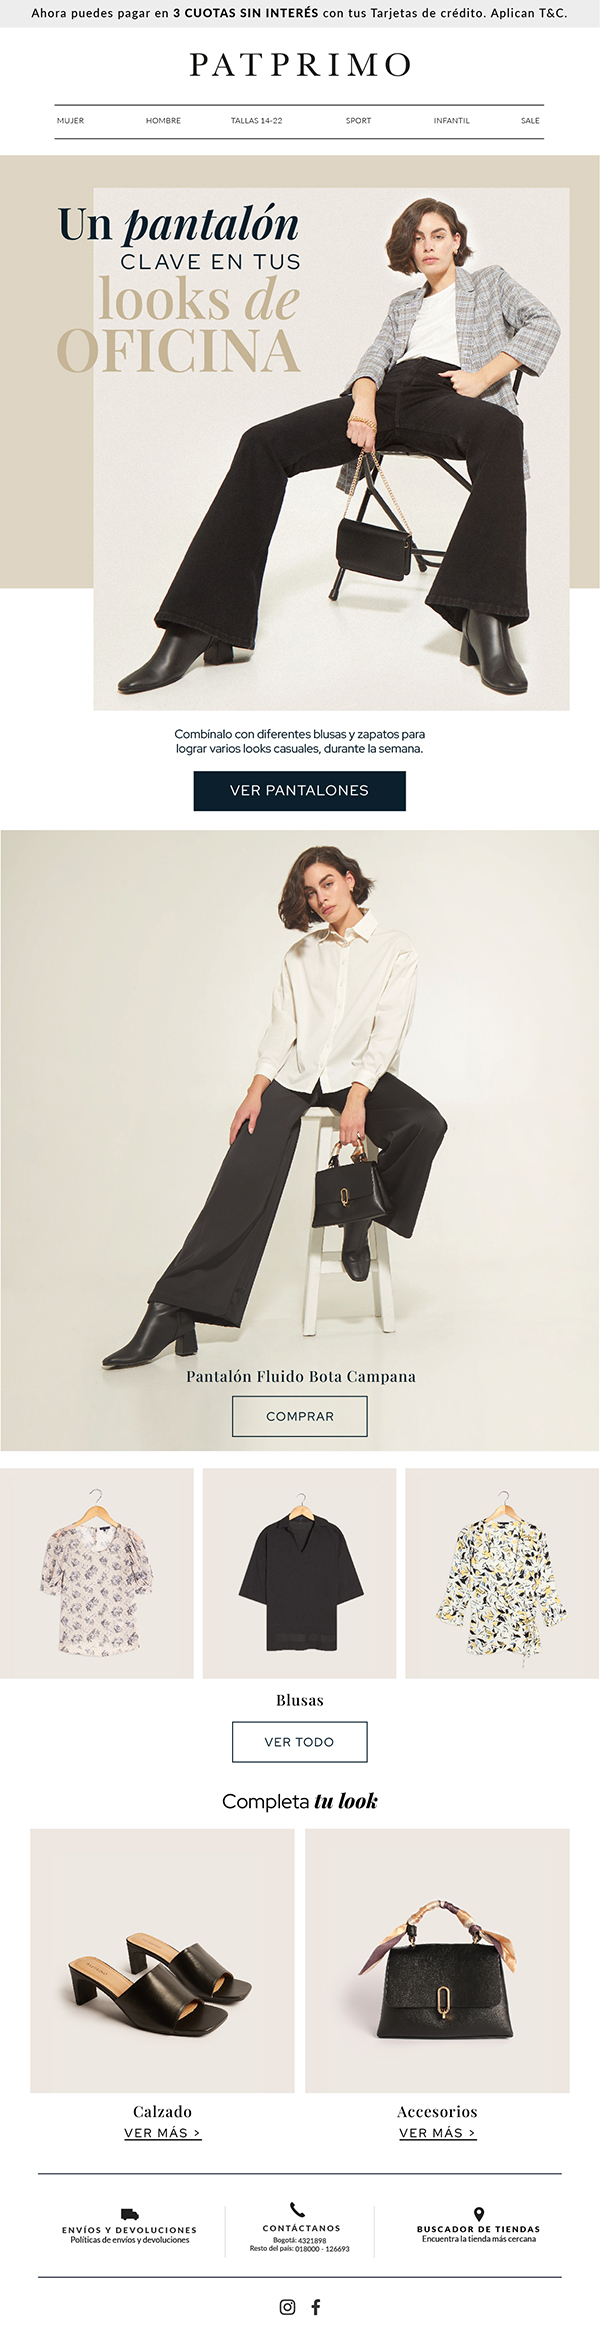 Ahora puedes pagar en 3 CUOTAS SIN INTERÉS con tus Tarjetas de crédito. Aplican T&C.
PATPRIMO
MUJER HOMBRE TALLAS 14-22 SPORT INFANTIL SALE
Un pantalón
CLAVE EN TUS
looks de
OFICINA
Combínalo con diferentes blusas y zapatos para
lograr varios looks casuales, durante la semana.
VER PANTALONES
Pantalón Fluido Bota Campana
COMPRAR
Blusas
VER TODO
Completa tu look
Calzado
VER MÁS >
Accesorios
VER MÁS >
ENVÍOS Y DEVOLUCIONES
Políticas de envíos y devoluciones
CONTÁCTANOS
Bogotá: 4321898
Resto del país: 018000 - 126693
BUSCADOR DE TIENDAS
Encuentra la tienda más cercana